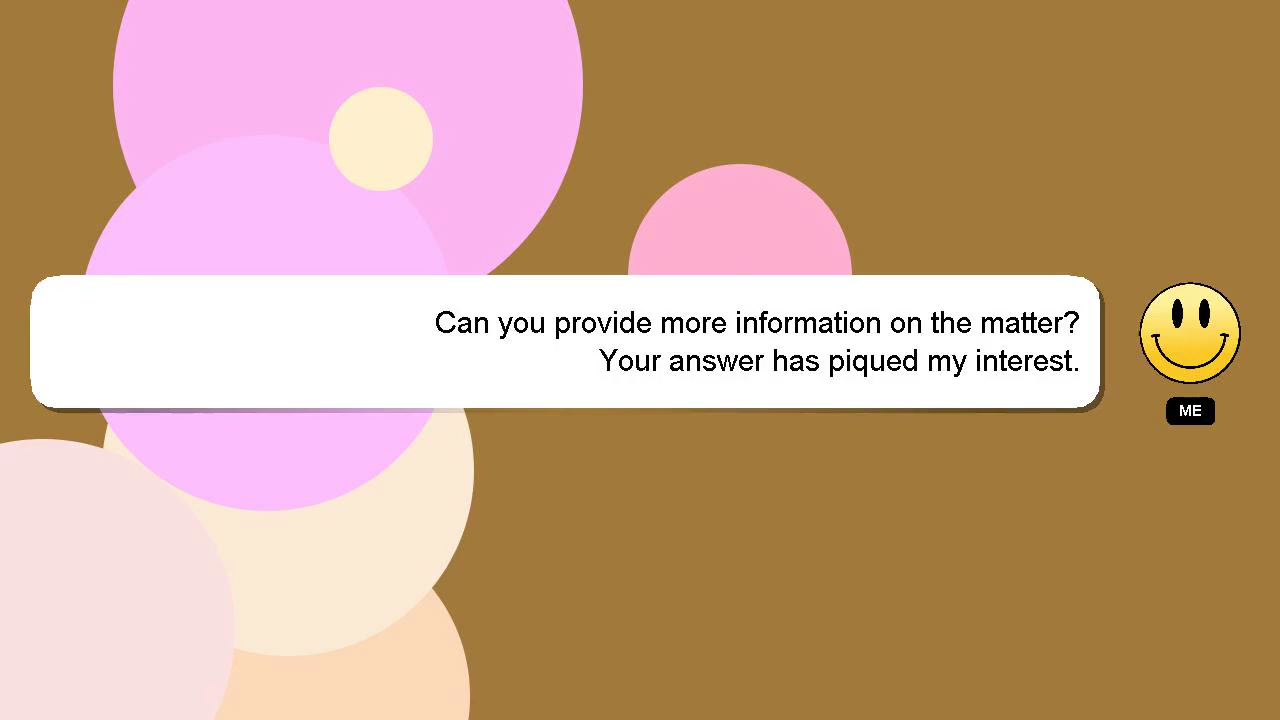 Can you provide more information on the matter?
Your answer has piqued my interest.
ME